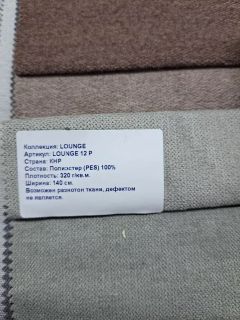 Коллекция: LOUNGE
Артикул: LOUNGE 12 P
Страна: КНР
Состав: Полиэстер (PES) 100%
Плотность: 320 г/кв.м.
Ширина: 140 см.
Возможен разнотон ткани, дефектом
не является.